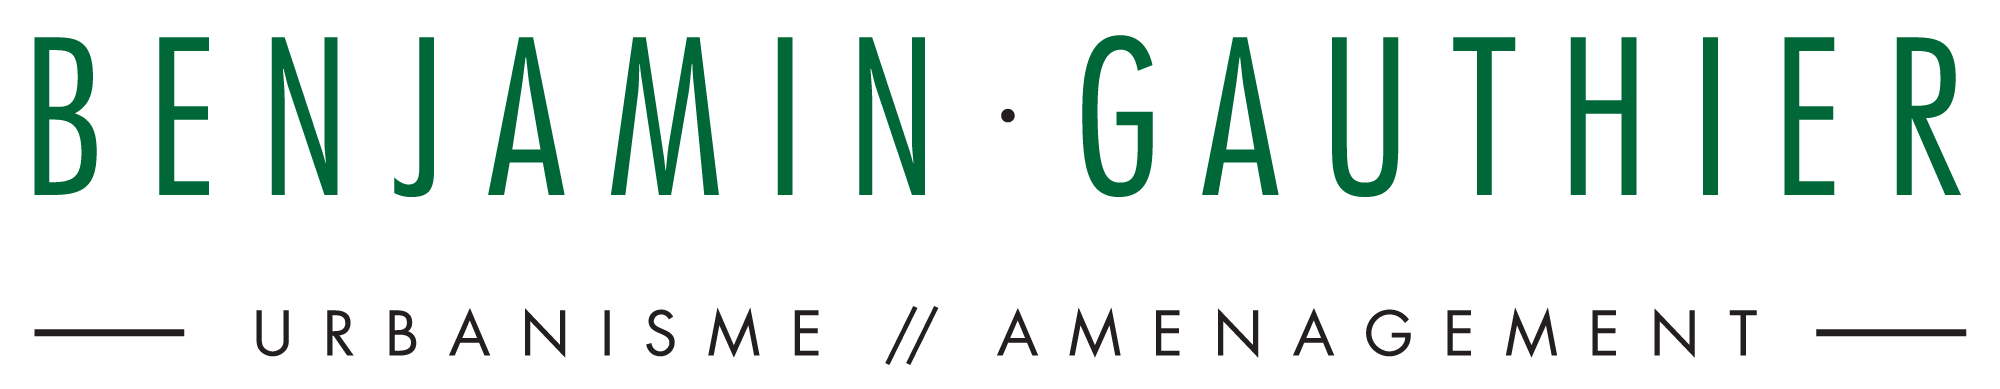 BENJAMIN · GAUTHIER
URBANISME // AMENAGEMENT